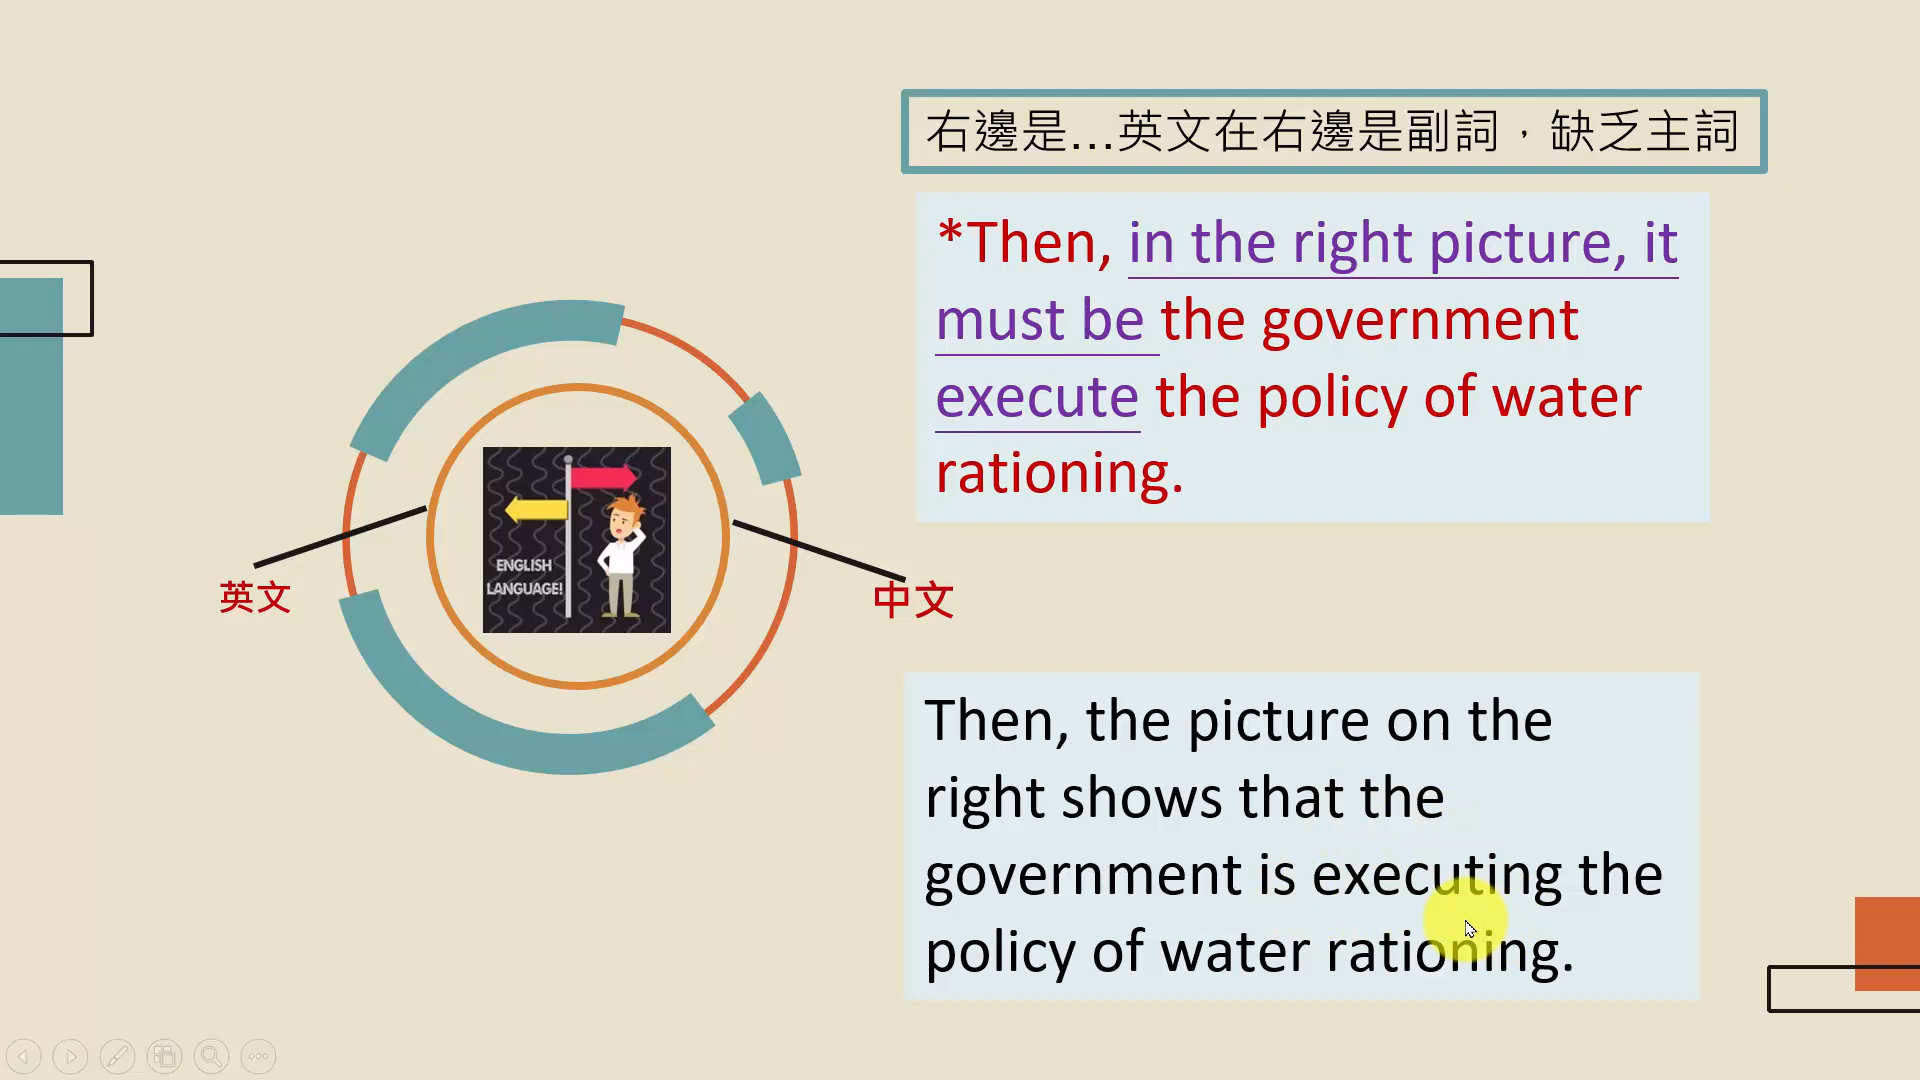 右邊是...英文在右邊是副詞，缺乏主詞
*Then, in the right picture, it
must be the government
execute the policy of water
rationing.
ENGLISH
LANGUAGE!
英文
中文
Then, the picture on the
right shows that the
government is executing the
policy of water rationing.